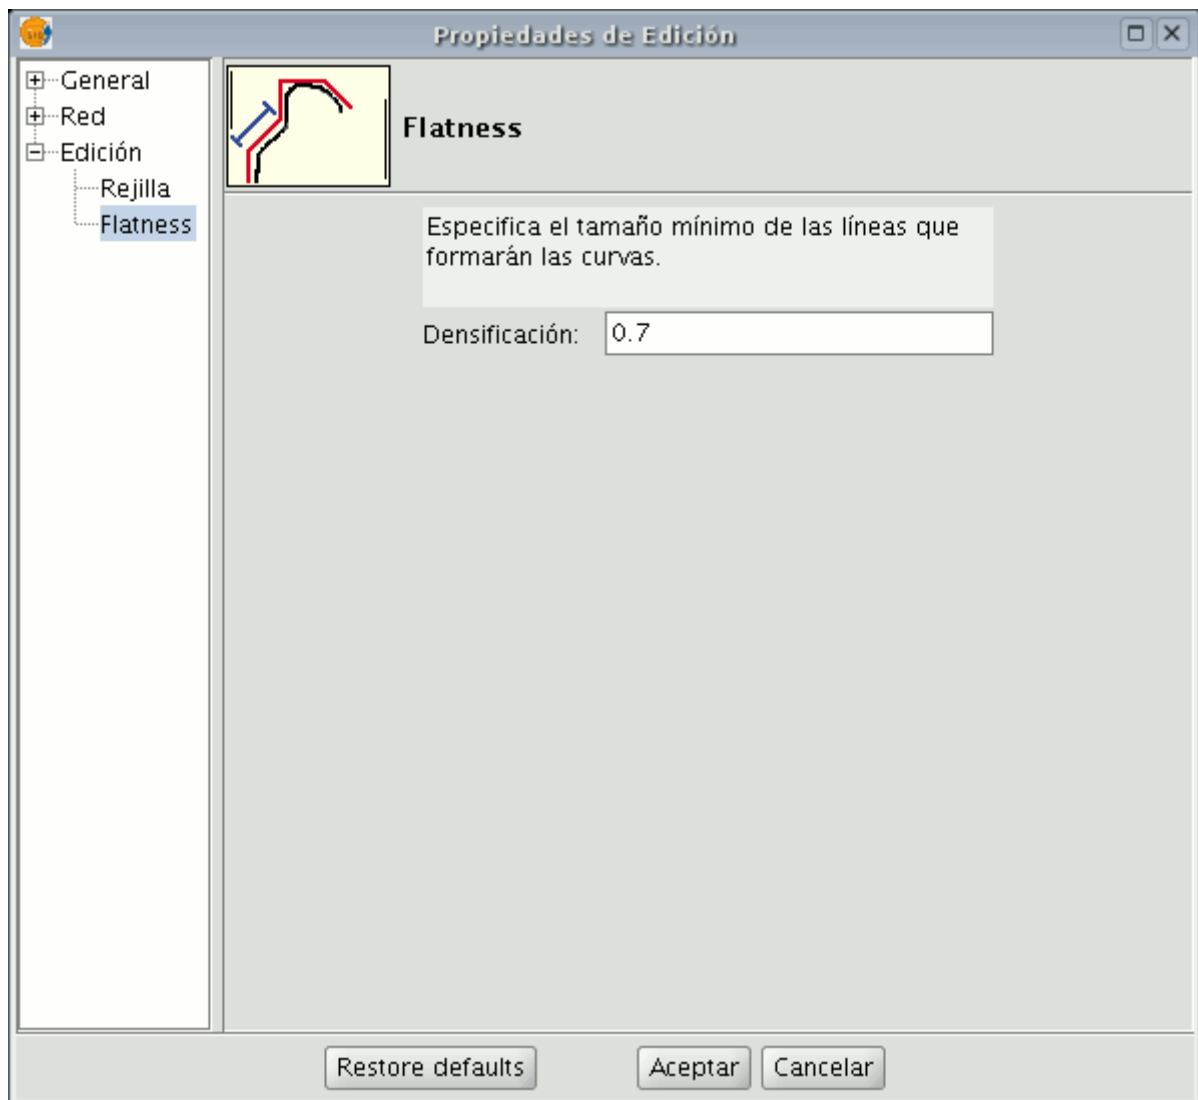 Propiedades de Edición
General
Red
Edición
Rejilla
Flatness
Flatness
Especifica el tamaño mínimo de las líneas que
formarán las curvas.
Densificación: 0.7
Restore defaults Aceptar Cancelar